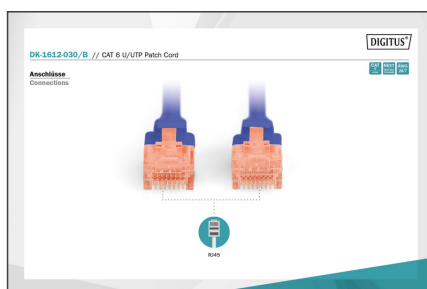 DIGITUS®
DK-1612-030/B // CAT 6 U/UTP Patch Cord
Anschlüsse
Connections
RJ45